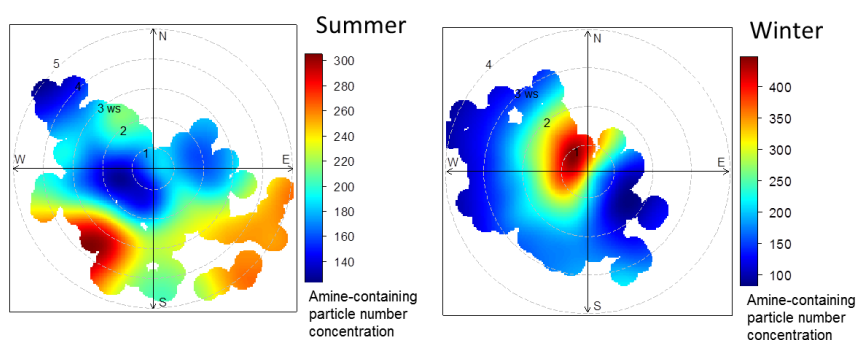 Summer
N
5
4
3 ws
2
1
W
E
S
300
280
260
240
220
200
180
160
140
Amine-containing
particle number
concentration
Winter
N
4
3 ws
2
W
E
S
400
350
300
250
200
150
100
Amine-containing
particle number
concentration